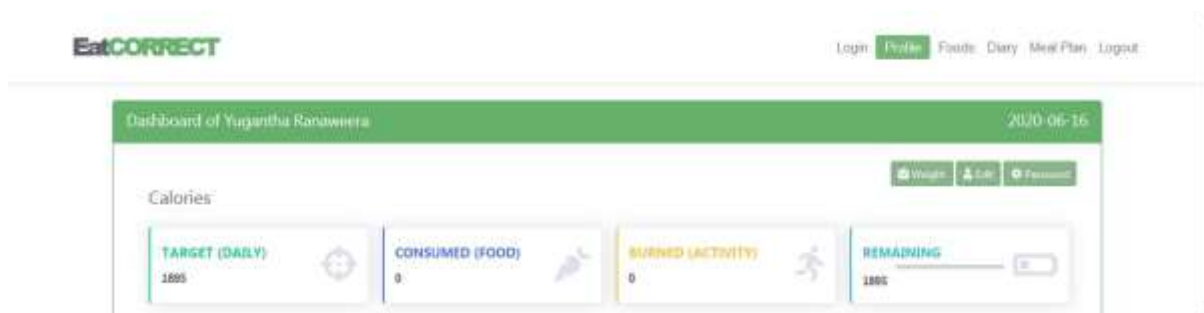 EatCORRECT
Login Profile Foods Diary Meal Plan Logout
Dashboard of Yugantha Ranaweera 2020-06-16
Weight Edit Password
Calories
TARGET (DAILY) CONSUMED (FOOD) BURNED (ACTIVITY) REMAINING
1895 0 0 1895